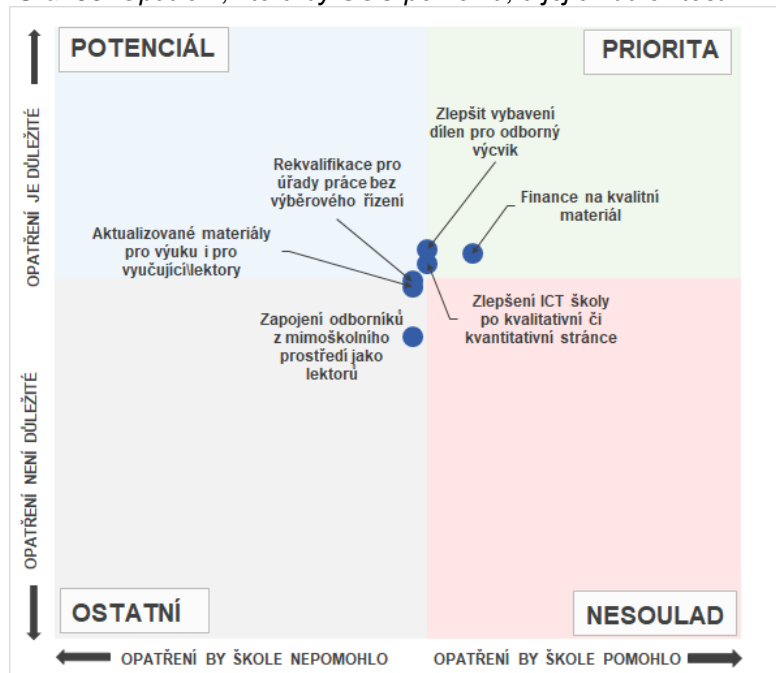 POTENCIÁL
PRIORITA
Zlepšit vybavení
dílen pro odborný
výcvik
Rekvalifikace pro
úřady práce bez
výběrového řízení
Finance na kvalitní
materiál
Aktualizované materiály
pro výuku i pro
vyučující\lektory
Zlepšení ICT školy
po kvalitativní či
kvantitativní stránce
Zapojení odborníků
z mimoškolního
prostředí jako
lektorů
OPATŘENÍ JE DŮLEŽITÉ
OPATŘENÍ NENÍ DŮLEŽITÉ
OSTATNÍ
NESOULAD
OPATŘENÍ BY ŠKOLE NEPOMOHLO
OPATŘENÍ BY ŠKOLE POMOHLO